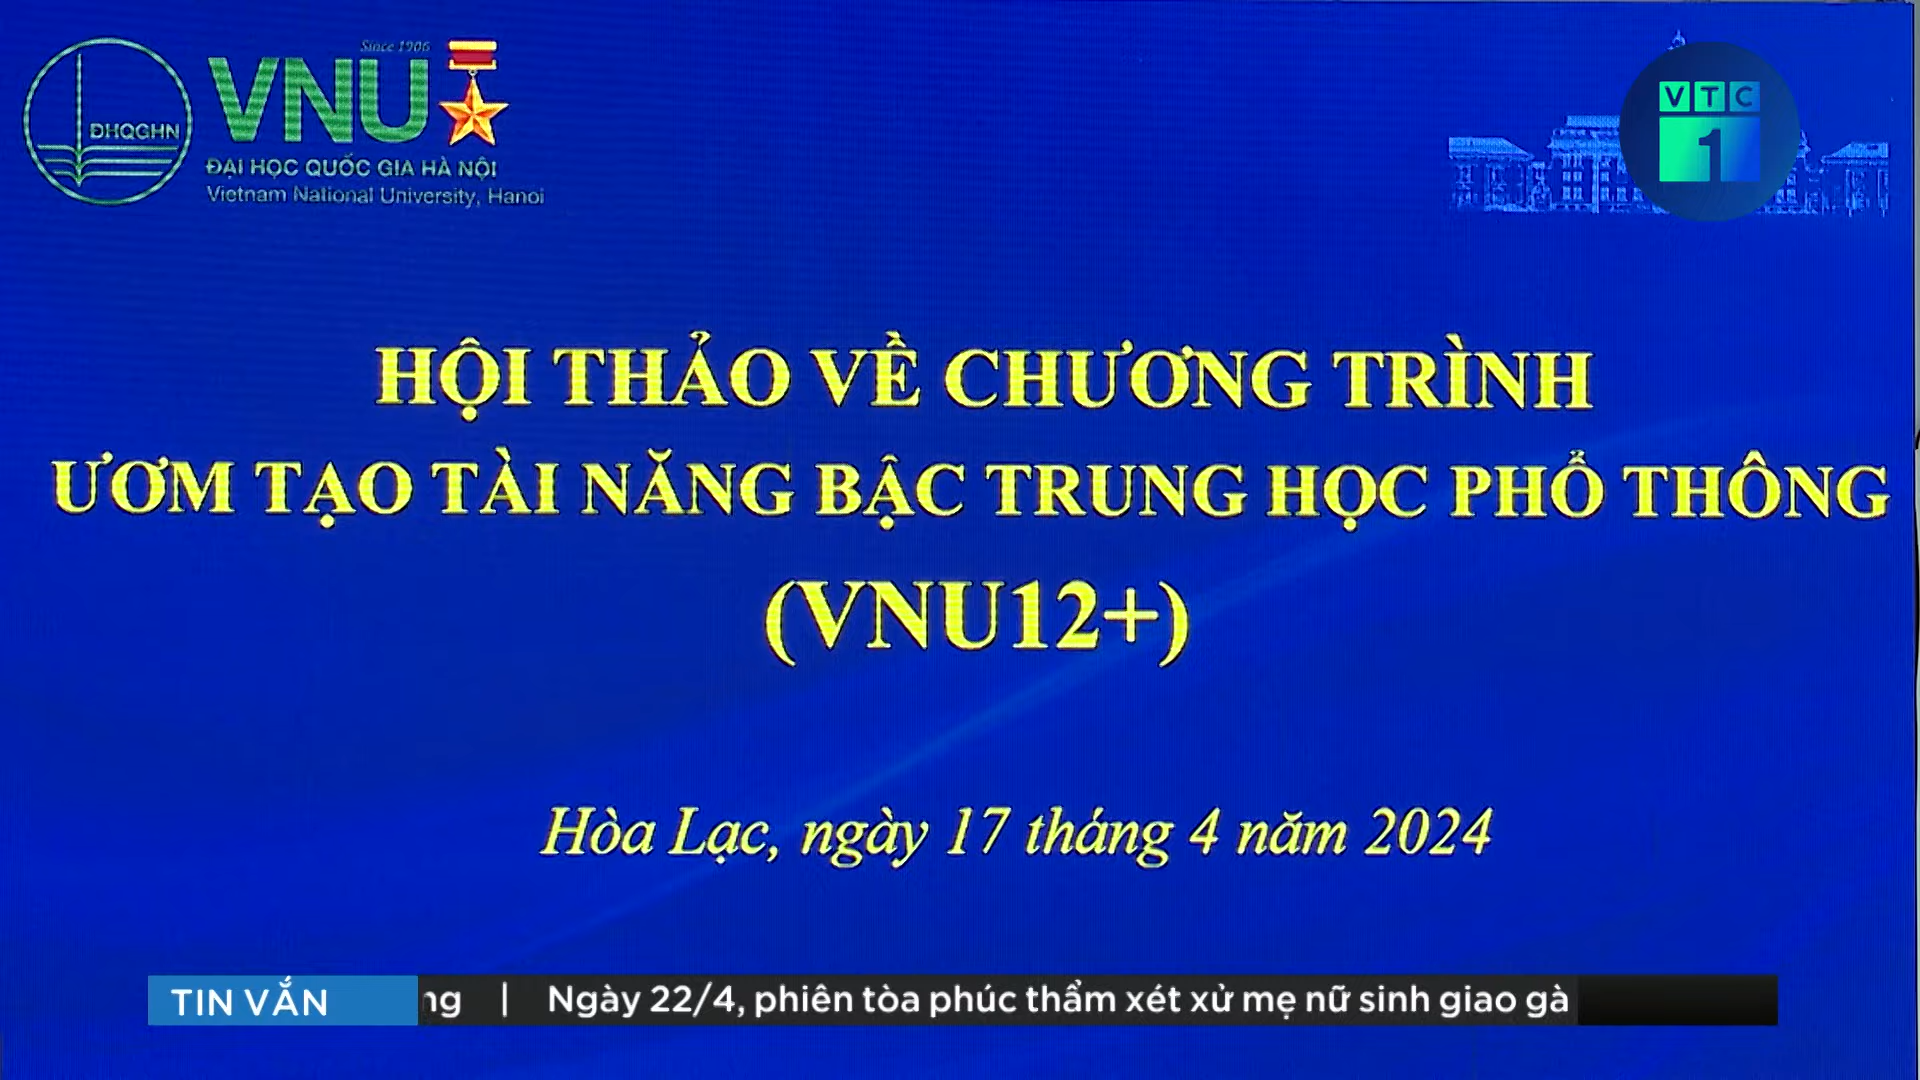 Since 1906
VNU
ĐHQGHN
ĐẠI HỌC QUỐC GIA HÀ NỘI
Vietnam National University, Hanoi
VTC
1
HỘI THẢO VỀ CHƯƠNG TRÌNH
ƯƠM TẠO TÀI NĂNG BẬC TRUNG HỌC PHỔ THÔNG
(VNU12+)
Hòa Lạc, ngày 17 tháng 4 năm 2024
TIN VẮN
ng | Ngày 22/4, phiên tòa phúc thẩm xét xử mẹ nữ sinh giao gà